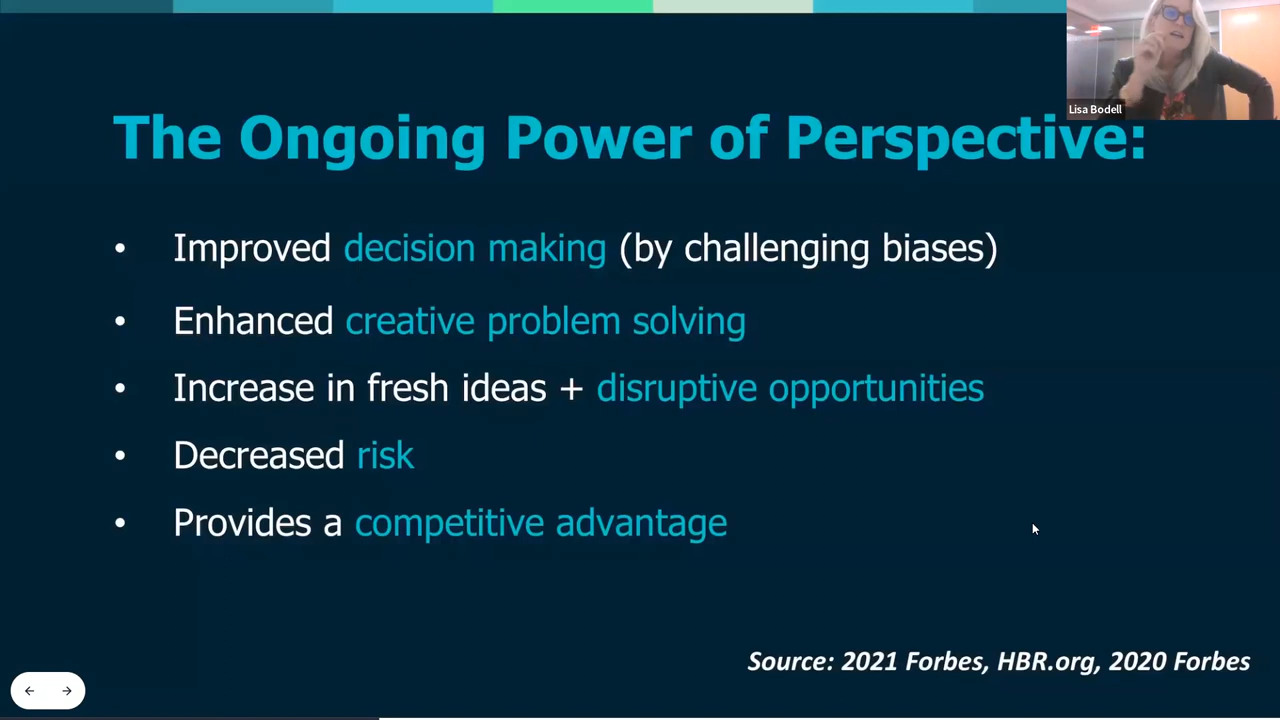 Lisa Bodell
The Ongoing Power of Perspective:
• Improved decision making (by challenging biases)
• Enhanced creative problem solving
• Increase in fresh ideas + disruptive opportunities
• Decreased risk
• Provides a competitive advantage
Source: 2021 Forbes, HBR.org, 2020 Forbes